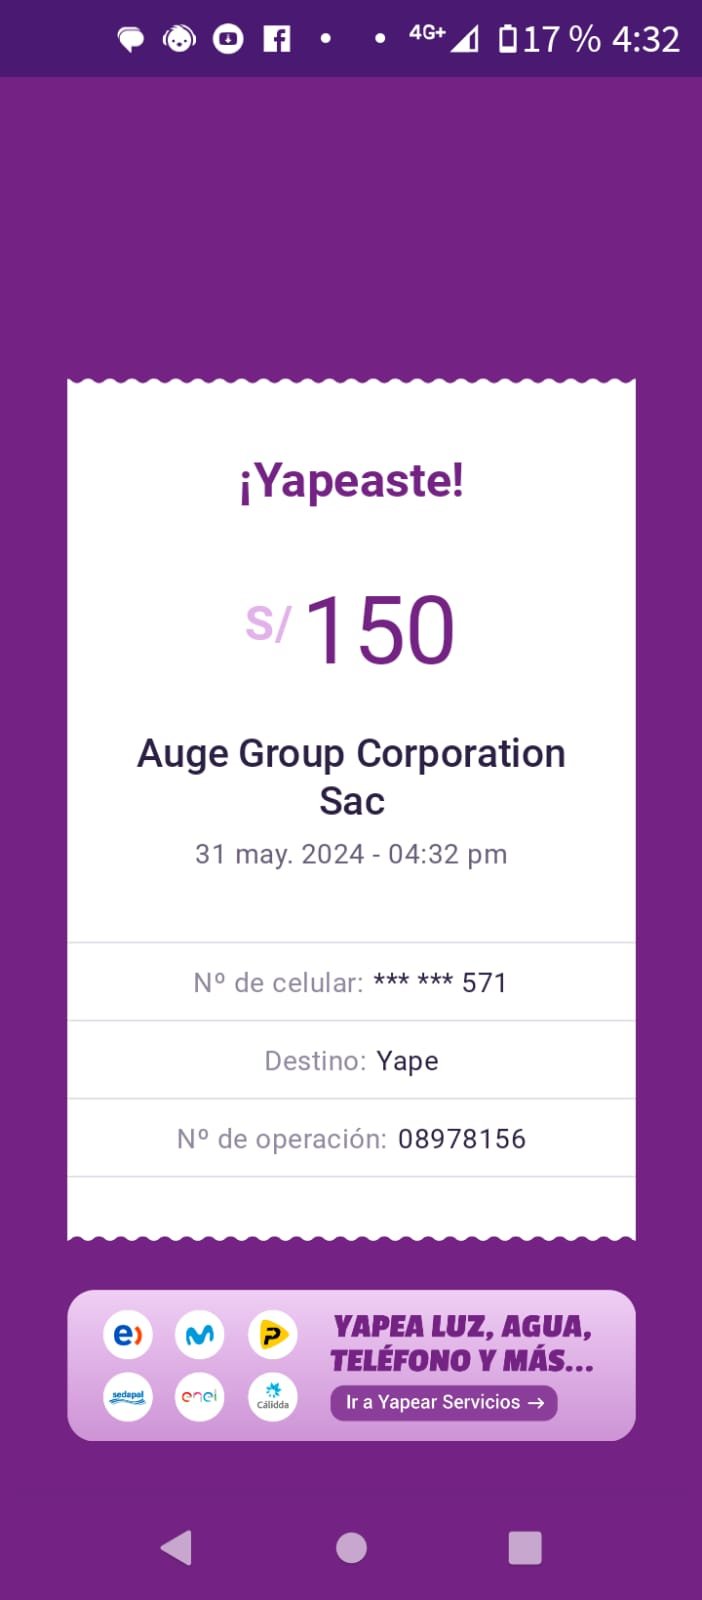 4G+ 17 % 4:32
¡Yapeaste!
S/ 150
Auge Group Corporation
Sac
31 may. 2024 - 04:32 pm
Nº de celular: *** *** 571
Destino: Yape
Nº de operación: 08978156
YAPEA LUZ, AGUA,
TELÉFONO Y MÁS...
Ir a Yapear Servicios →
e)
P
sedapal
enel
Cálidda